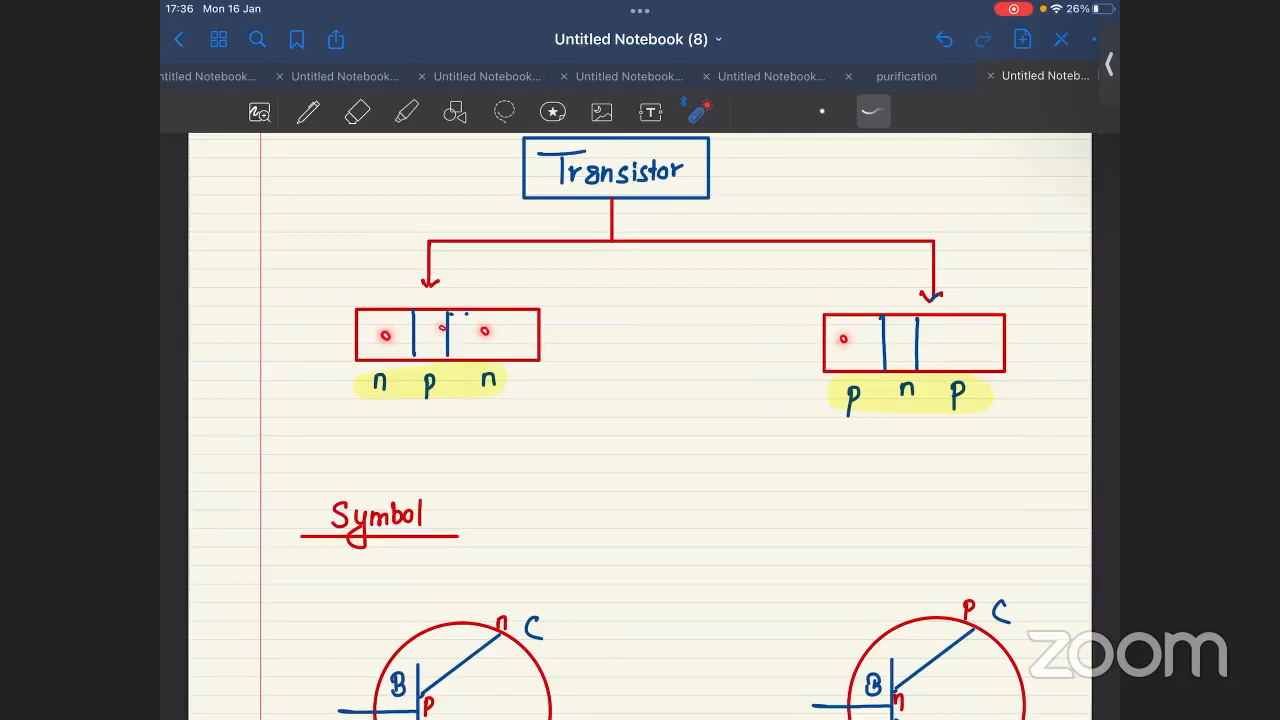 17:36 Mon 16 Jan
26%
Untitled Notebook (8)
ntitled Notebook...
Untitled Notebook...
Untitled Notebook...
Untitled Notebook...
Untitled Notebook...
purification
Untitled Noteb...
T
Transistor
n p n
p n p
Symbol
n C
p C
B
p
B
n
zoom